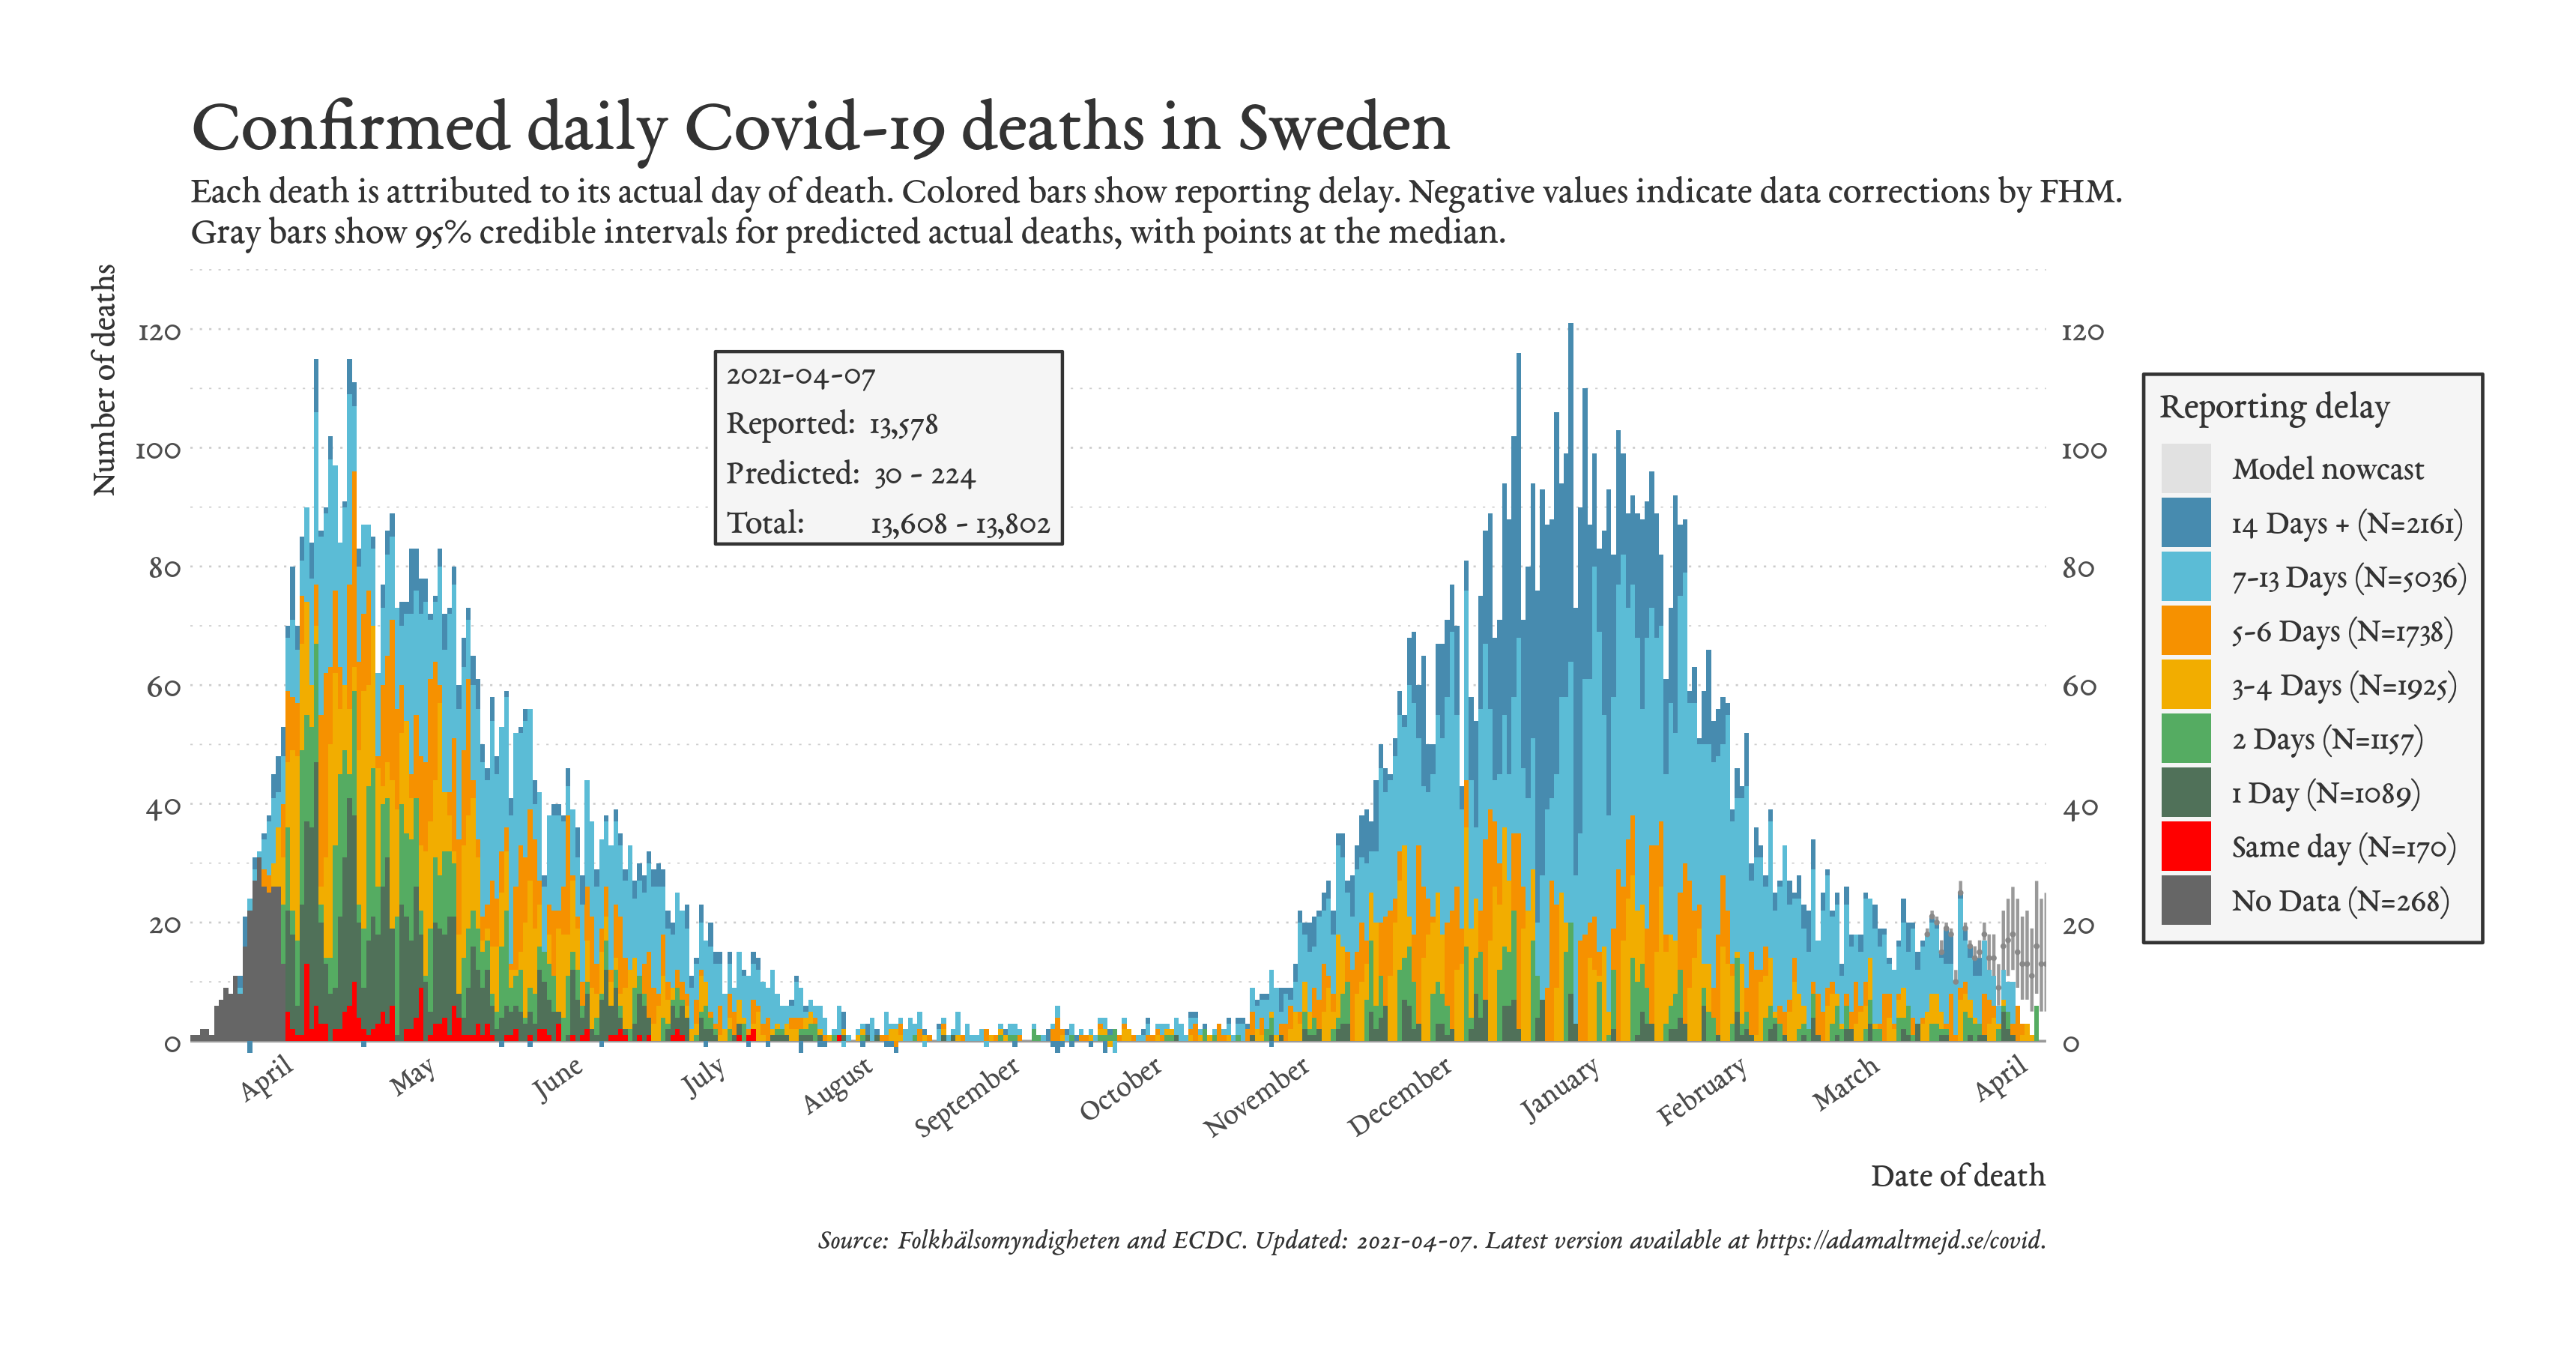 Confirmed daily Covid-19 deaths in Sweden
Each death is attributed to its actual day of death. Colored bars show reporting delay. Negative values indicate data corrections by FHM.
Gray bars show 95% credible intervals for predicted actual deaths, with points at the median.
Number of deaths
120
100
80
60
40
20
0
2021-04-07
Reported: 13,578
Predicted: 30 - 224
Total: 13,608 - 13,802
120
100
80
60
40
20
0
Reporting delay
Model nowcast
14 Days + (N=2161)
7-13 Days (N=5036)
5-6 Days (N=1738)
3-4 Days (N=1925)
2 Days (N=1157)
1 Day (N=1089)
Same day (N=170)
No Data (N=268)
April
May
June
July
August
September
October
November
December
January
February
March
April
Date of death
Source: Folkhälsomyndigheten and ECDC. Updated: 2021-04-07. Latest version available at https://adamaltmejd.se/covid.